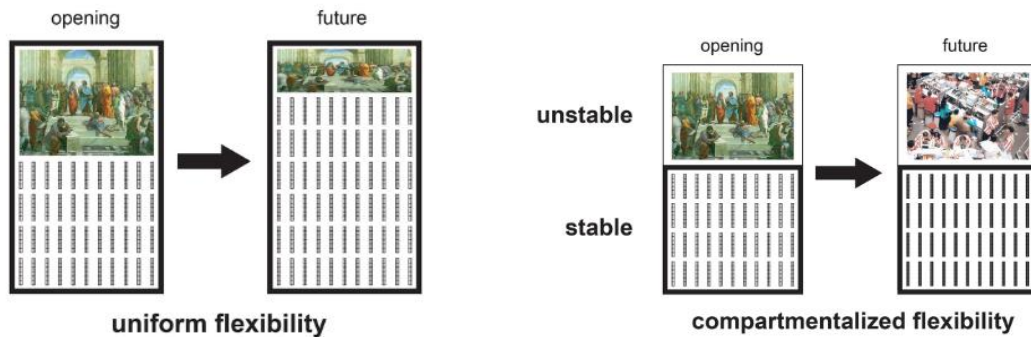 opening
future
uniform flexibility
opening
future
unstable
stable
compartmentalized flexibility